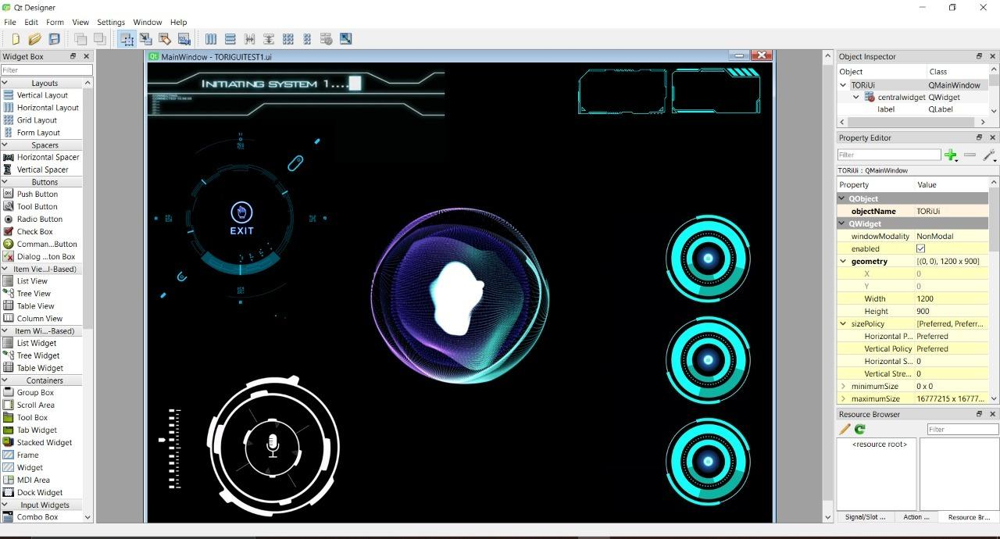 Qt Designer
File Edit Form View Settings Window Help
Widget Box
Filter
Layouts
Vertical Layout
Horizontal Layout
Grid Layout
Form Layout
Spacers
Horizontal Spacer
Vertical Spacer
Buttons
Push Button
Tool Button
Radio Button
Check Box
Comman...Button
Dialog ...ton Box
Item Vie...l-Based)
List View
Tree View
Table View
Column View
Item Wi...t-Based)
List Widget
Tree Widget
Table Widget
Containers
Group Box
Scroll Area
Tool Box
Tab Widget
Stacked Widget
Frame
Widget
MDI Area
Dock Widget
Input Widgets
Combo Box
MainWindow - TORIGUITEST1.ui
INITIATING SYSTEM 1....
EXIT
Object Inspector
Object Class
TORiUi QMainWindow
centralwidget QWidget
label QLabel
Property Editor
Filter
TORiUi : QMainWindow
Property Value
QObject
objectName TORiUi
QWidget
windowModality NonModal
enabled
geometry [(0, 0), 1200 x 900]
X 0
Y 0
Width 1200
Height 900
sizePolicy [Preferred, Preferr...
Horizontal P... Preferred
Vertical Policy Preferred
Horizontal S... 0
Vertical Stre... 0
minimumSize 0 x 0
maximumSize 16777215 x 16777...
Resource Browser
Filter
<resource root>
Signal/Slot ... Action ... Resource Br...